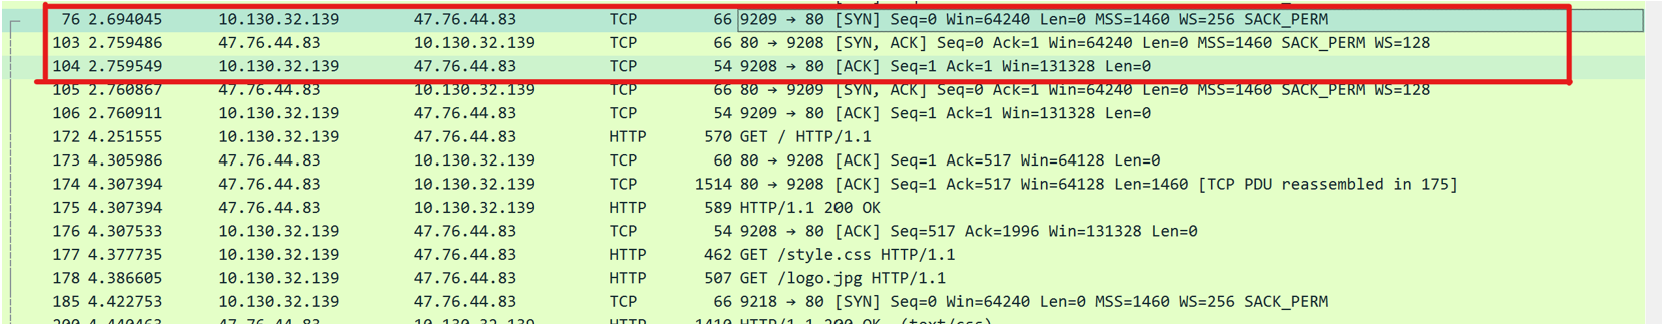 76 2.694045 10.130.32.139 47.76.44.83 TCP 66 9209 → 80 [SYN] Seq=0 Win=64240 Len=0 MSS=1460 WS=256 SACK_PERM
103 2.759486 47.76.44.83 10.130.32.139 TCP 66 80 → 9208 [SYN, ACK] Seq=0 Ack=1 Win=64240 Len=0 MSS=1460 SACK_PERM WS=128
104 2.759549 10.130.32.139 47.76.44.83 TCP 54 9208 → 80 [ACK] Seq=1 Ack=1 Win=131328 Len=0
105 2.760867 47.76.44.83 10.130.32.139 TCP 66 80 → 9209 [SYN, ACK] Seq=0 Ack=1 Win=64240 Len=0 MSS=1460 SACK_PERM WS=128
106 2.760911 10.130.32.139 47.76.44.83 TCP 54 9209 → 80 [ACK] Seq=1 Ack=1 Win=131328 Len=0
172 4.251555 10.130.32.139 47.76.44.83 HTTP 570 GET / HTTP/1.1
173 4.305986 47.76.44.83 10.130.32.139 TCP 60 80 → 9208 [ACK] Seq=1 Ack=517 Win=64128 Len=0
174 4.307394 47.76.44.83 10.130.32.139 TCP 1514 80 → 9208 [ACK] Seq=1 Ack=517 Win=64128 Len=1460 [TCP PDU reassembled in 175]
175 4.307394 47.76.44.83 10.130.32.139 HTTP 589 HTTP/1.1 200 OK
176 4.307533 10.130.32.139 47.76.44.83 TCP 54 9208 → 80 [ACK] Seq=517 Ack=1996 Win=131328 Len=0
177 4.377735 10.130.32.139 47.76.44.83 HTTP 462 GET /style.css HTTP/1.1
178 4.386605 10.130.32.139 47.76.44.83 HTTP 507 GET /logo.jpg HTTP/1.1
185 4.422753 10.130.32.139 47.76.44.83 TCP 66 9218 → 80 [SYN] Seq=0 Win=64240 Len=0 MSS=1460 WS=256 SACK_PERM
200 4.440463 47.76.44.83 10.130.32.139 HTTP 1410 HTTP/1.1 200 OK (text/css)